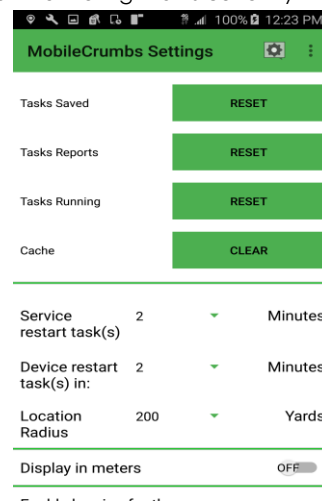 100% 12:23 PM
MobileCrumbs Settings
Tasks Saved RESET
Tasks Reports RESET
Tasks Running RESET
Cache CLEAR
Service 2 Minutes
restart task(s)
Device restart 2 Minutes
task(s) in:
Location 200 Yards
Radius
Display in meters OFF